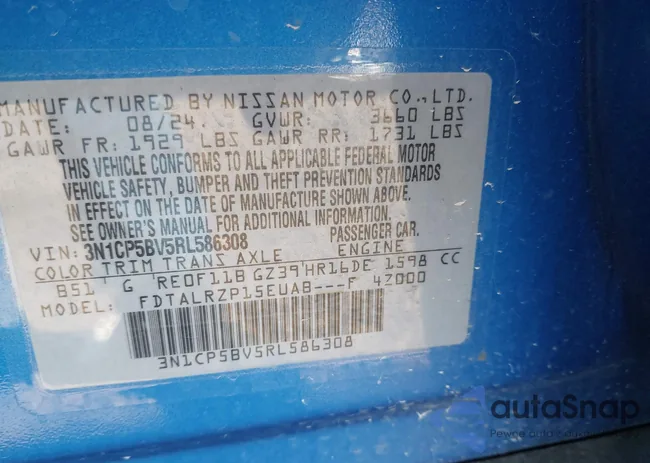 MANUFACTURED BY NISSAN MOTOR CO.,LTD.
DATE: 08/24 GVWR: 3660 LBS
GAWR FR: 1929 LBS GAWR RR: 1731 LBS
THIS VEHICLE CONFORMS TO ALL APPLICABLE FEDERAL MOTOR
VEHICLE SAFETY, BUMPER AND THEFT PREVENTION STANDARDS
IN EFFECT ON THE DATE OF MANUFACTURE SHOWN ABOVE.
SEE OWNER'S MANUAL FOR ADDITIONAL INFORMATION
VIN: 3N1CP5BV5RL586308 PASSENGER CAR.
COLOR TRIM TRANS AXLE ENGINE
B51 G RE0F11B GZ39 HR16DE 1598 CC
MODEL: FDTALRZP15EUAB---F 4Z000
3N1CP5BV5RL586308
autaSnap